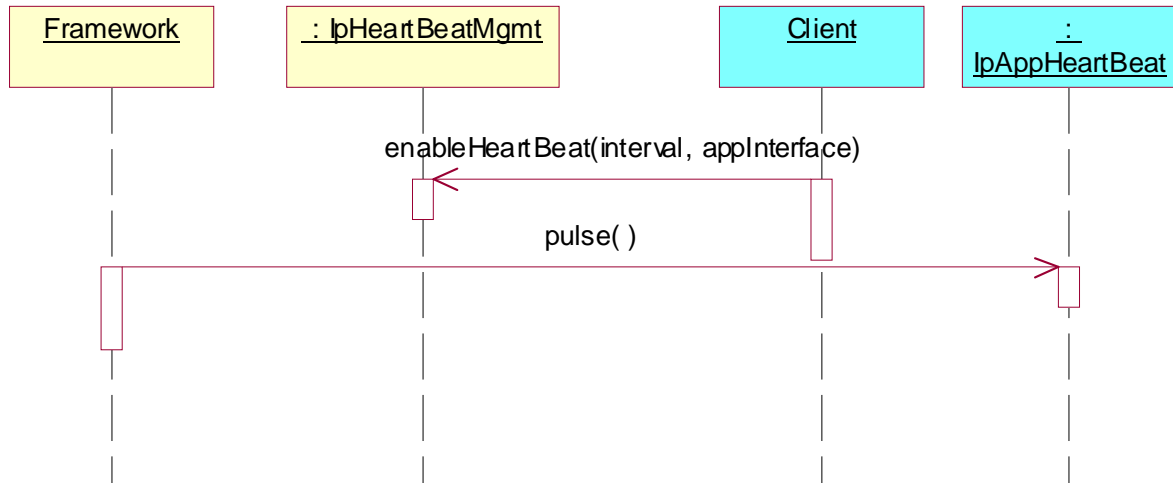 Framework
: IpHeartBeatMgmt
Client
:
IpAppHeartBeat
enableHeartBeat(interval, appInterface)
pulse( )